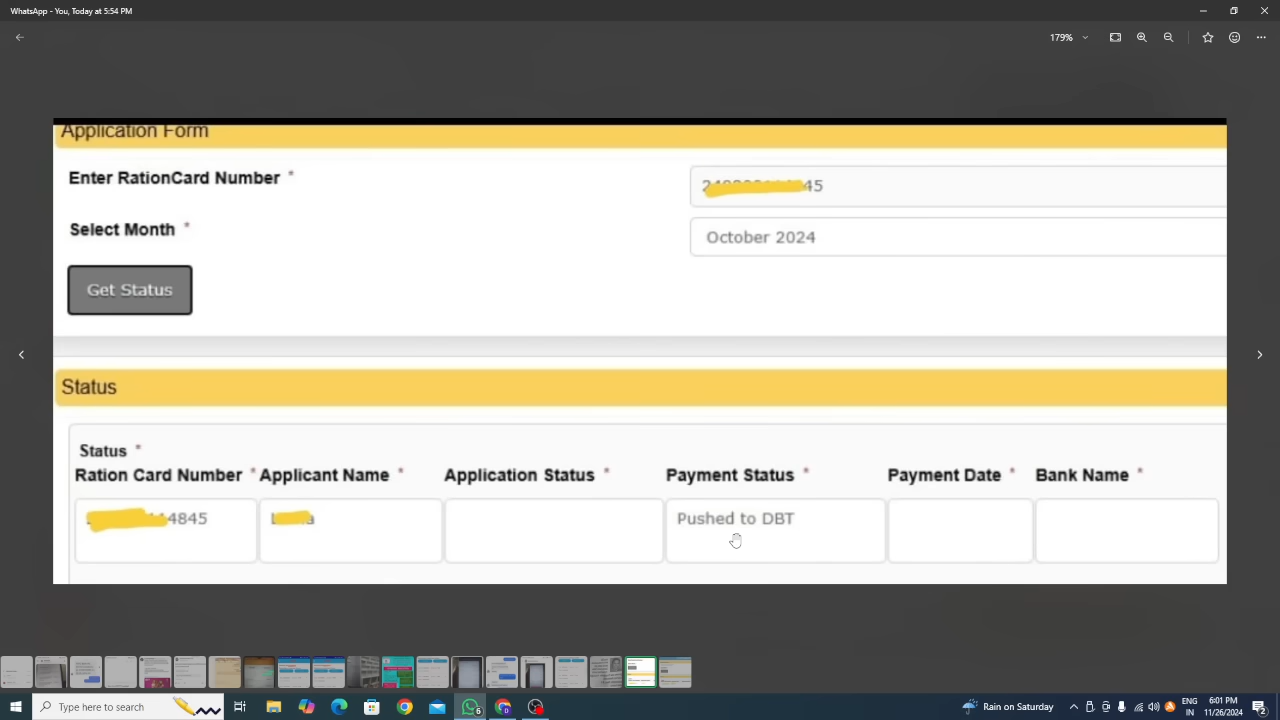 WhatsApp - You, Today at 5:54 PM
179%
Application Form
Enter RationCard Number *
45
Select Month *
October 2024
Get Status
Status
Status *
Ration Card Number * Applicant Name * Application Status * Payment Status * Payment Date * Bank Name *
4845 a Pushed to DBT
Type here to search
Rain on Saturday
ENG
IN
6:01 PM
11/26/2024